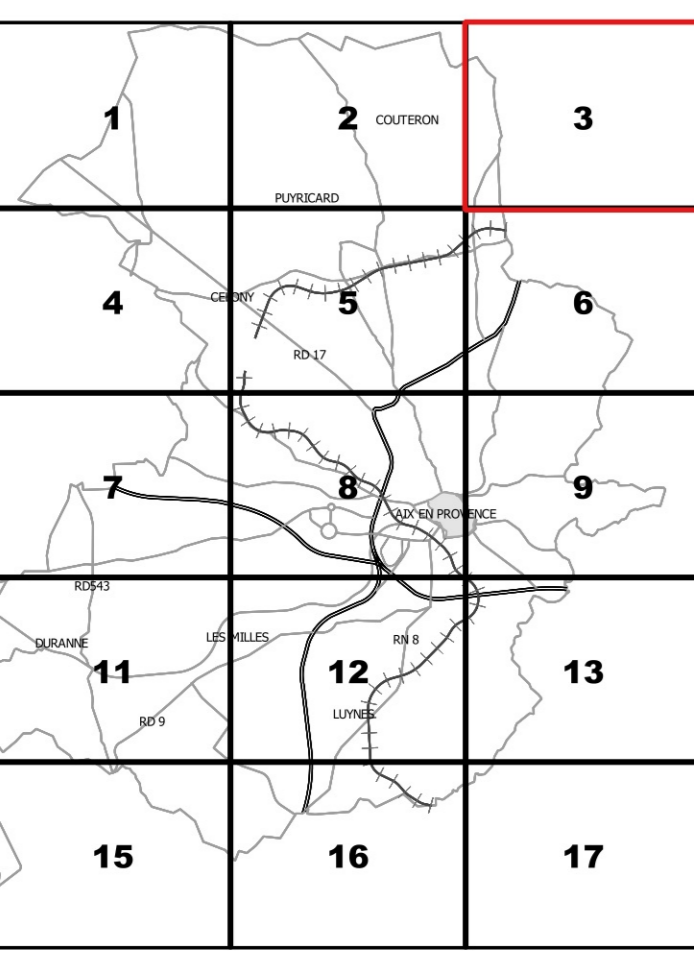 1
2
COUTERON
3
PUYRICARD
4
CELONY
5
6
RD 17
7
8
9
AIX EN PROVENCE
RD543
DURANNE
LES MILLES
RN 8
11
12
13
LUYNES
RD 9
15
16
17